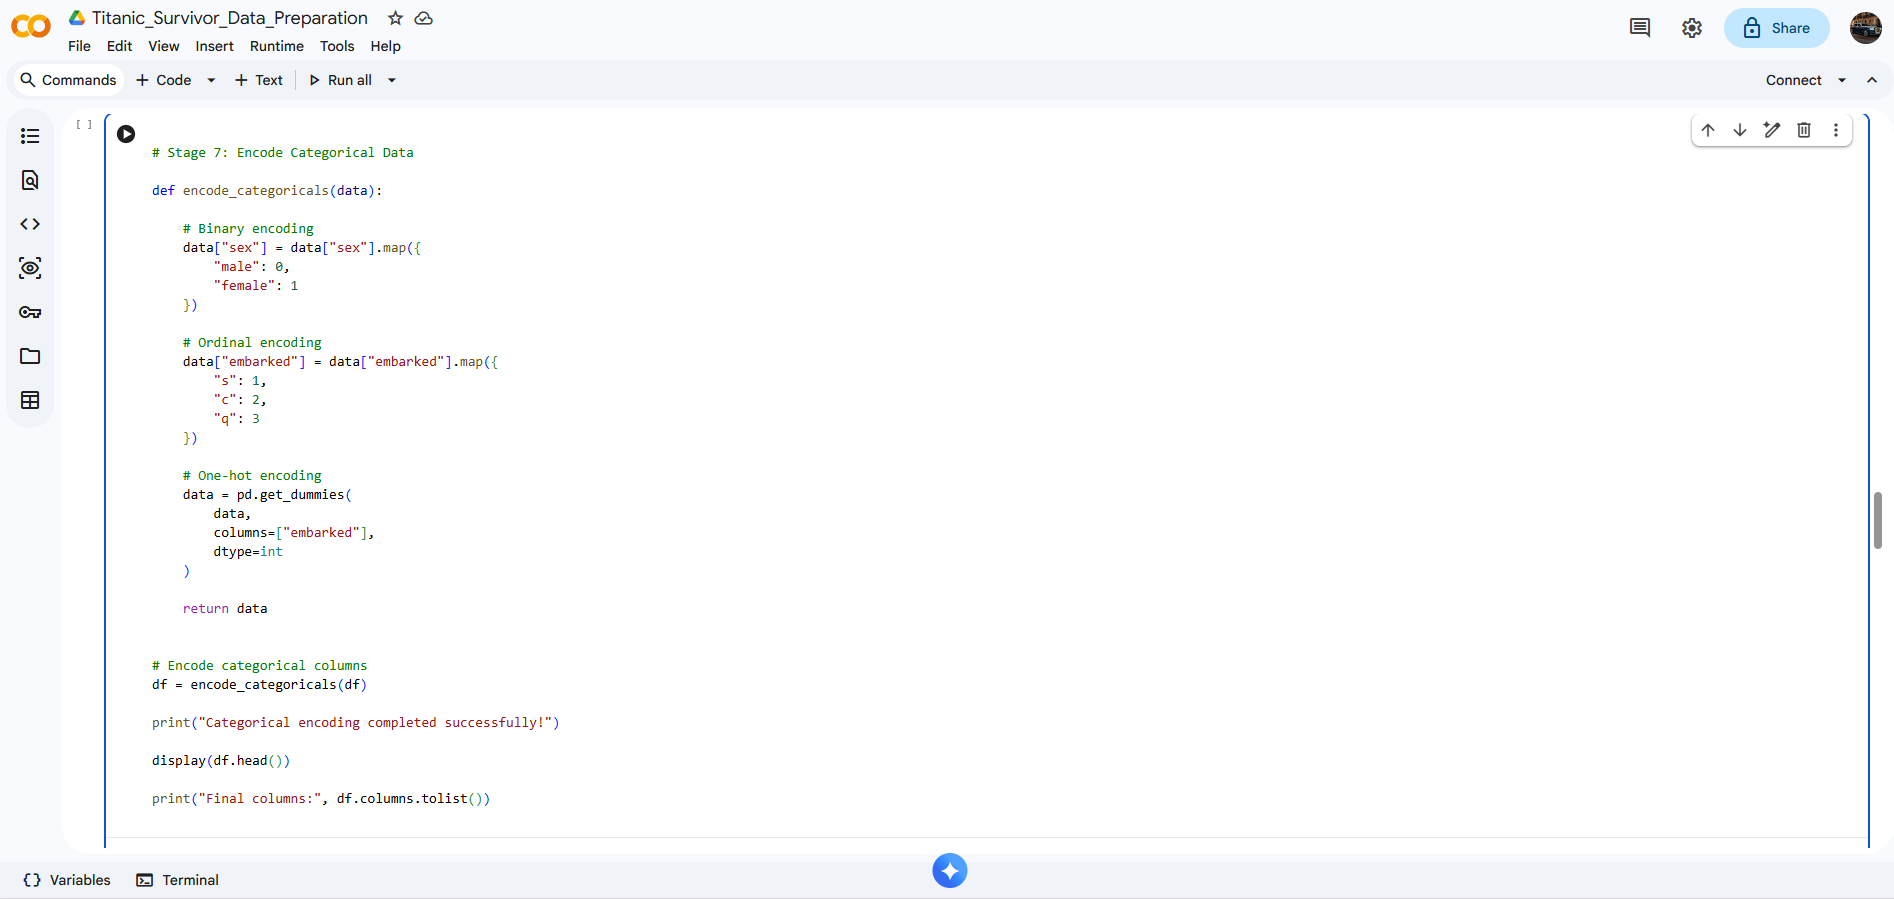 Titanic_Survivor_Data_Preparation
File Edit View Insert Runtime Tools Help
Share
Commands + Code + Text Run all
Connect
[ ]
# Stage 7: Encode Categorical Data
def encode_categoricals(data):
# Binary encoding
data["sex"] = data["sex"].map({
"male": 0,
"female": 1
})
# Ordinal encoding
data["embarked"] = data["embarked"].map({
"s": 1,
"c": 2,
"q": 3
})
# One-hot encoding
data = pd.get_dummies(
data,
columns=["embarked"],
dtype=int
)
return data
# Encode categorical columns
df = encode_categoricals(df)
print("Categorical encoding completed successfully!")
display(df.head())
print("Final columns:", df.columns.tolist())
Variables Terminal